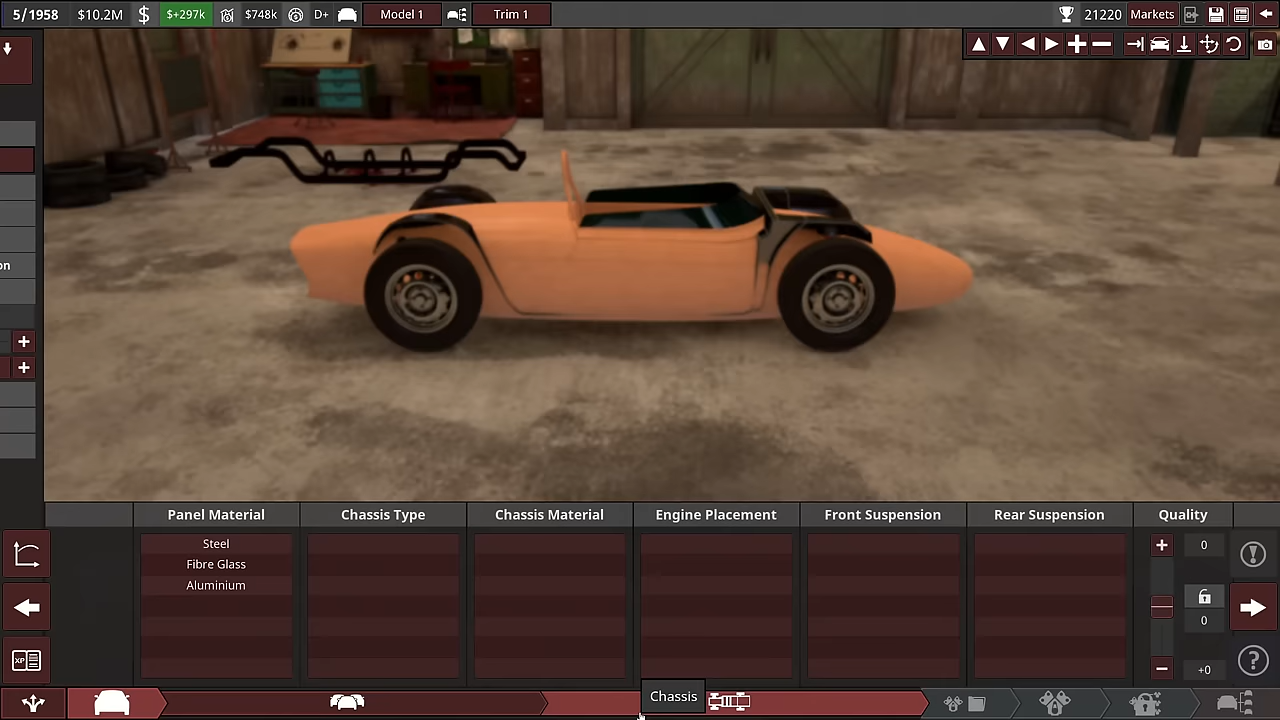 5/1958 $10.2M $ $+297k $748k D+ Model 1 Trim 1 21220 Markets
on
Panel Material Chassis Type Chassis Material Engine Placement Front Suspension Rear Suspension Quality
Steel
Fibre Glass
Aluminium
0
0
+0
XP
Chassis